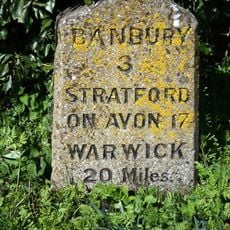 BANBURY
3
STRATFORD
ON AVON 17
WARWICK
20 Miles.